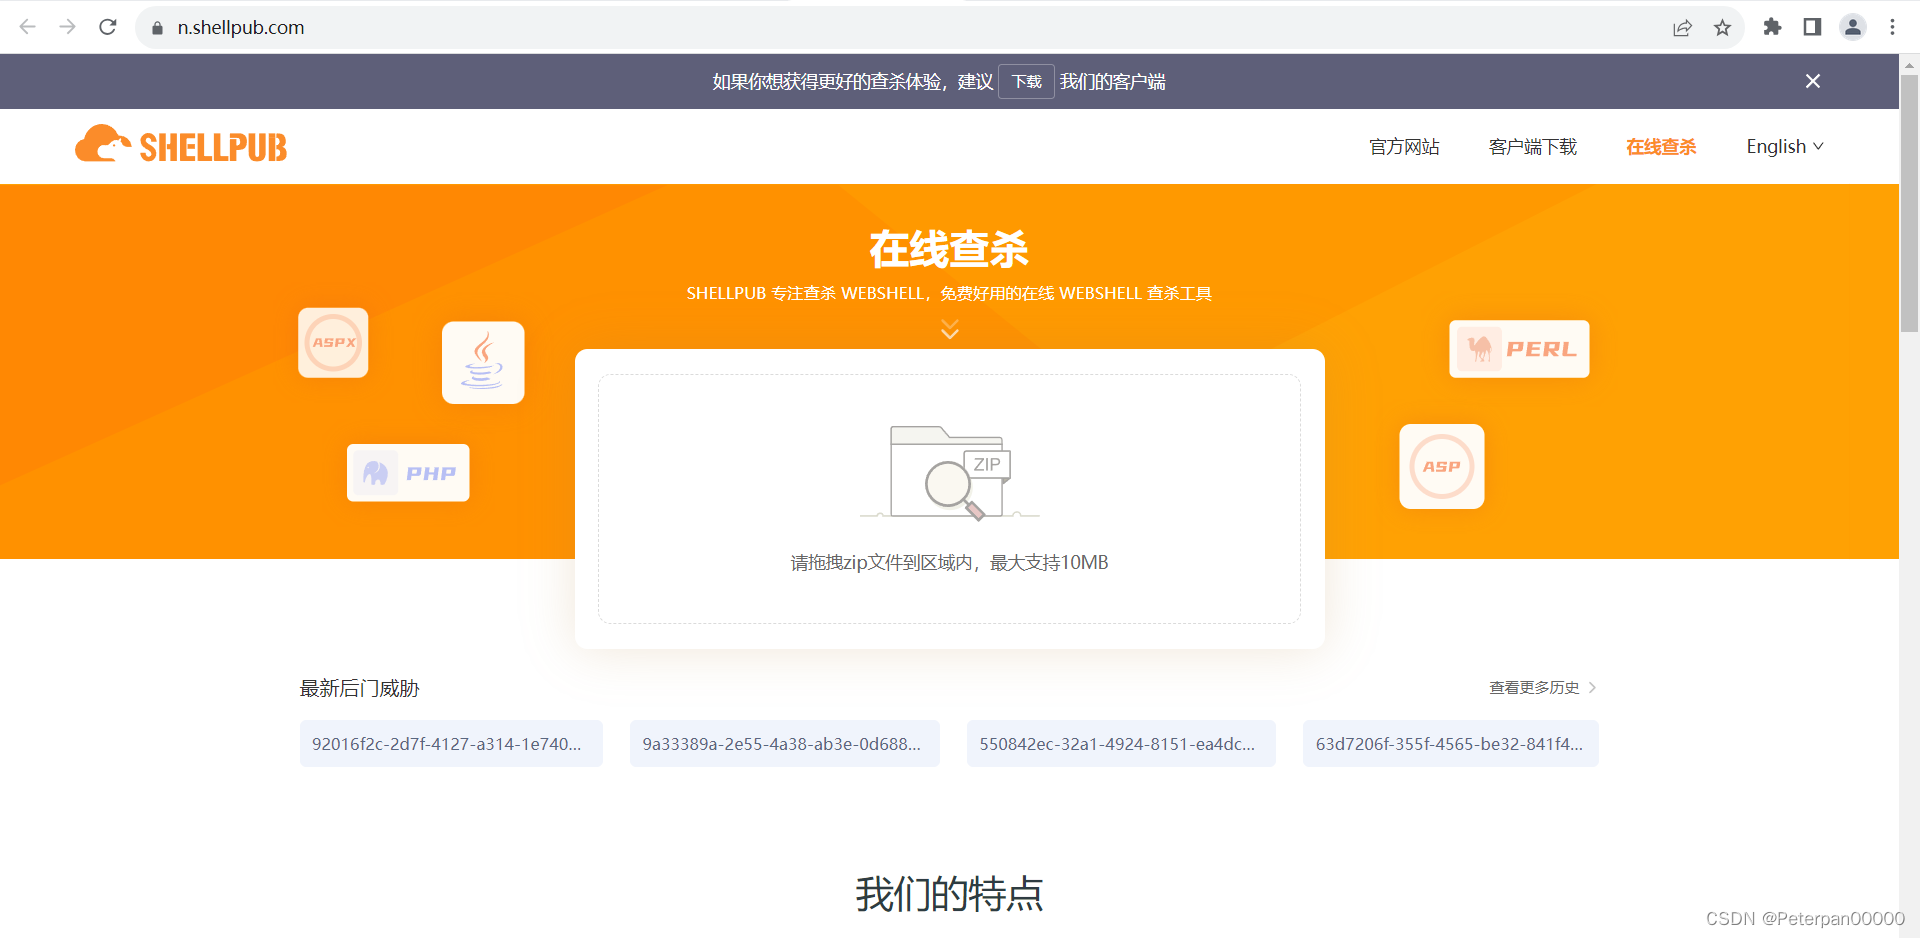 n.shellpub.com
如果你想获得更好的查杀体验，建议 下载 我们的客户端
SHELLPUB
官方网站 客户端下载 在线查杀 English
在线查杀
SHELLPUB 专注查杀 WEBSHELL，免费好用的在线 WEBSHELL 查杀工具
ASPX
PERL
PHP
ASP
ZIP
请拖拽zip文件到区域内，最大支持10MB
最新后门威胁
查看更多历史
92016f2c-2d7f-4127-a314-1e740...
9a33389a-2e55-4a38-ab3e-0d688...
550842ec-32a1-4924-8151-ea4dc...
63d7206f-355f-4565-be32-841f4...
我们的特点
CSDN @Peterpan00000